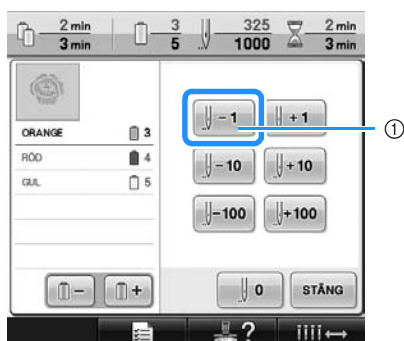 2 min
3 min
3
5
325
1000
2 min
3 min
ORANGE 3
RÖD 4
GUL 5
-1
+1
①
-10
+10
-100
+100
-
+
0
STÄNG
?